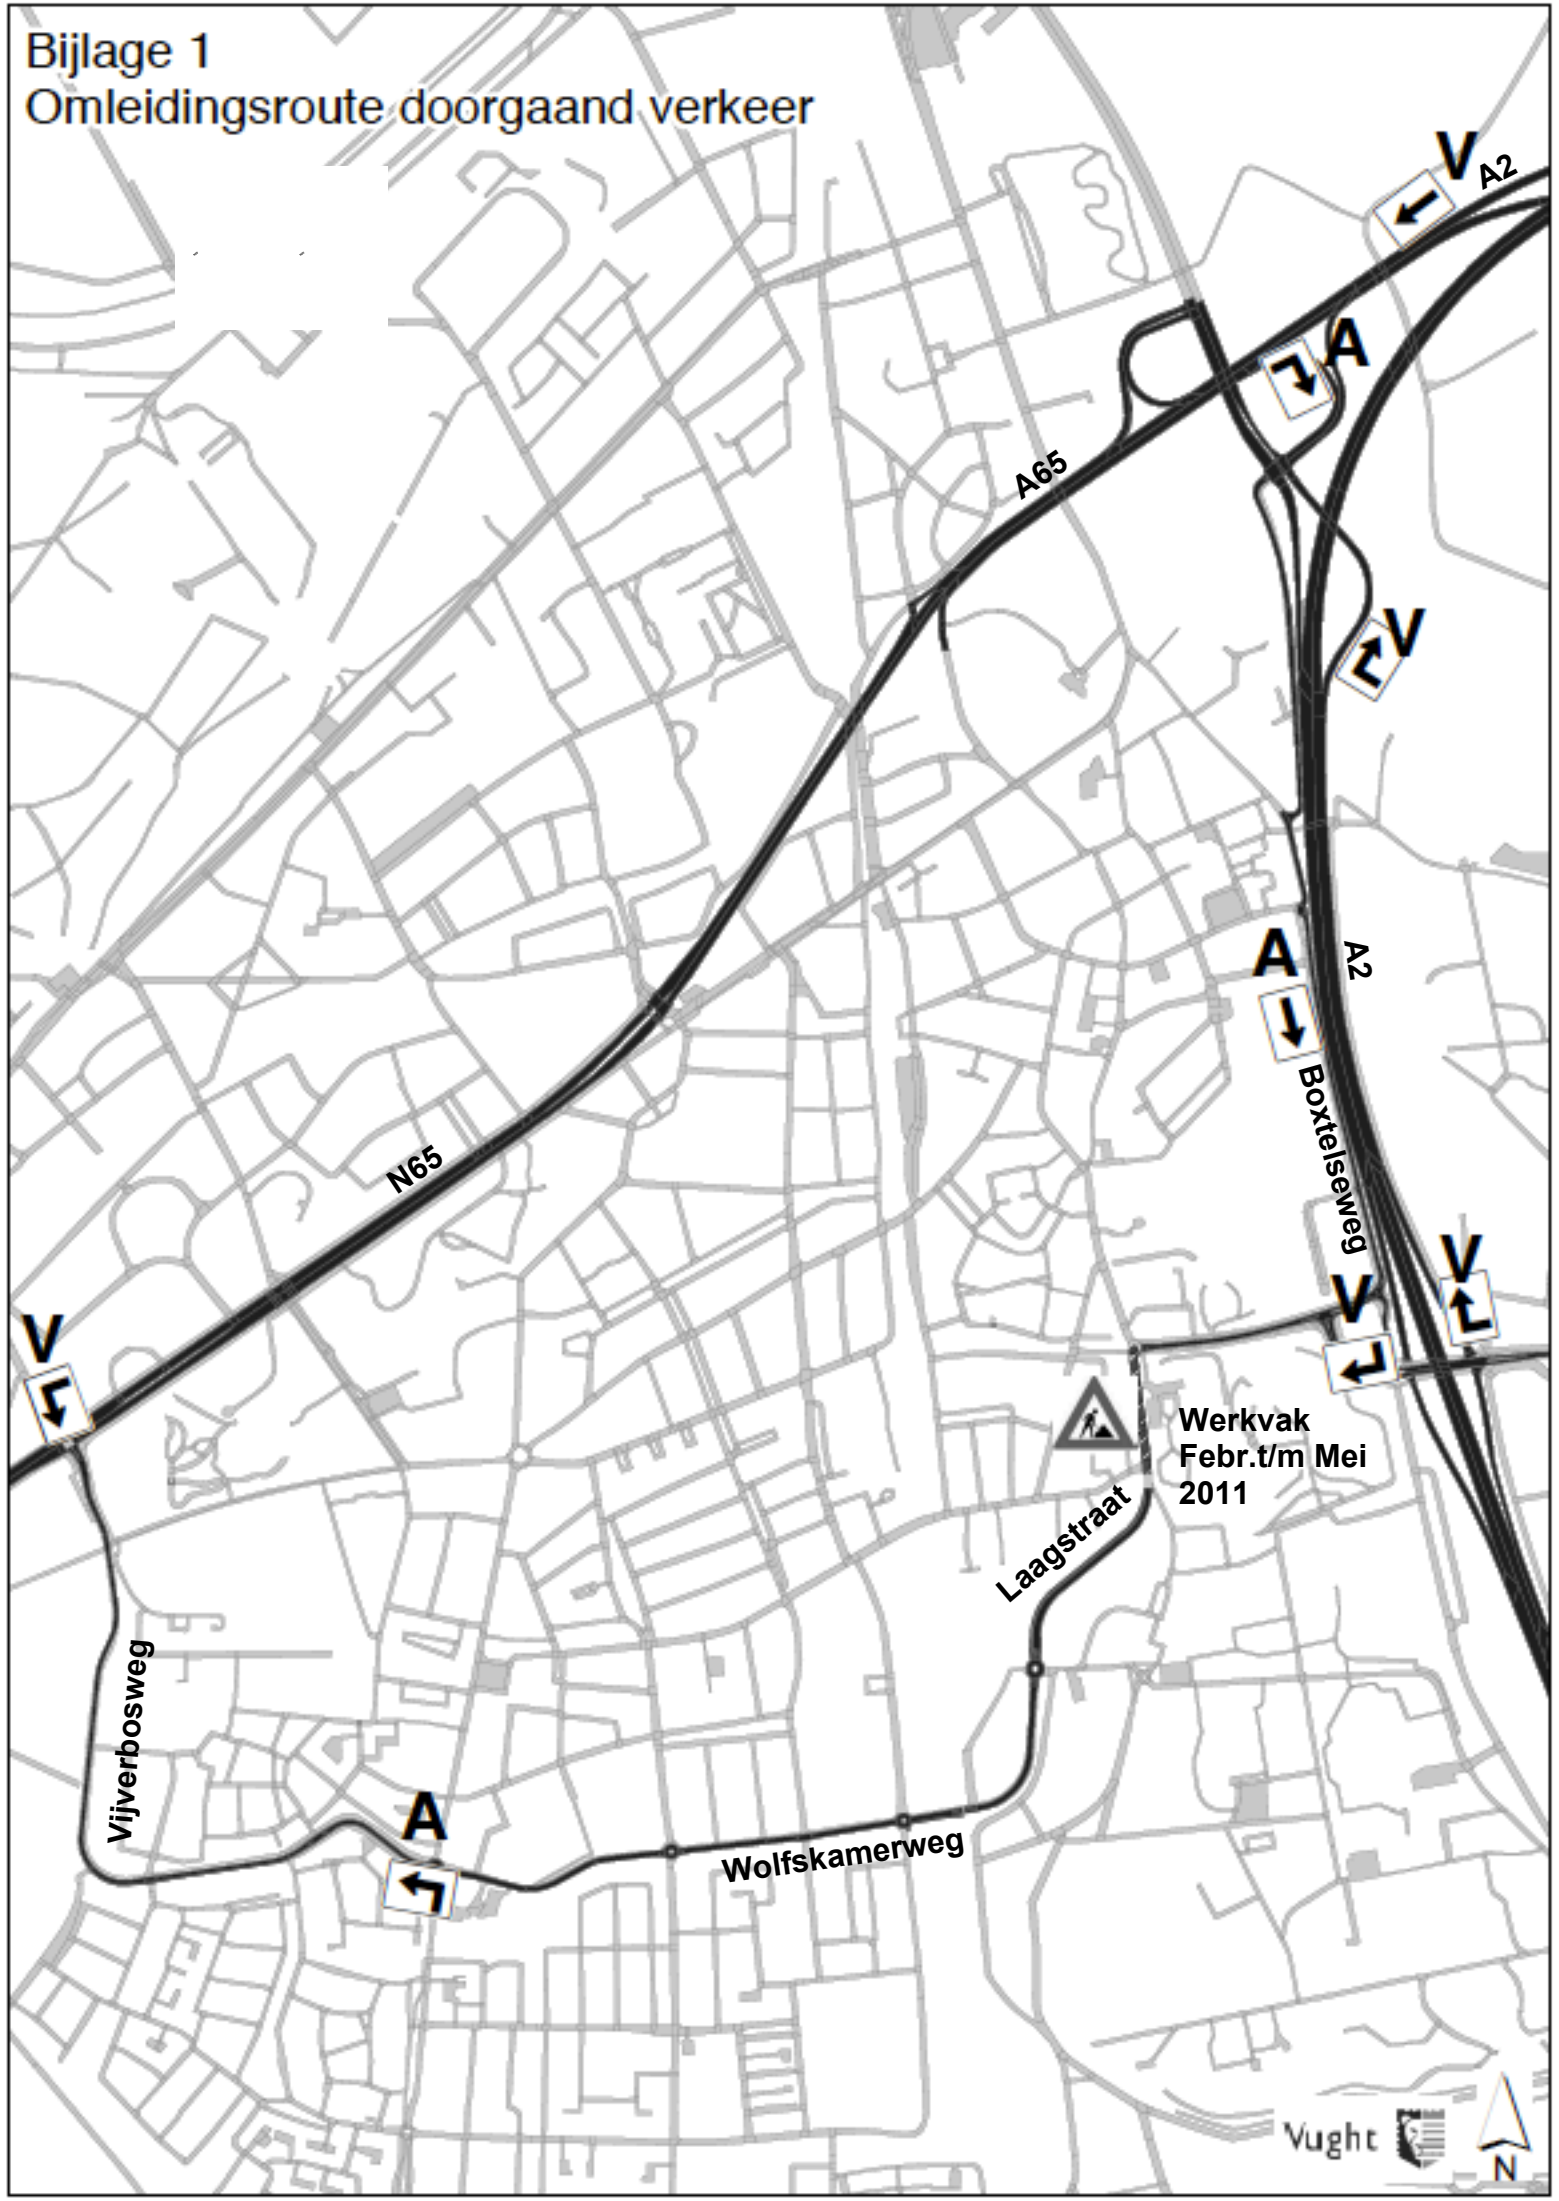 Bijlage 1
Omleidingsroute doorgaand verkeer
V
A2
A
A65
V
A
A2
Boxtelseweg
N65
V
V
V
Werkvak
Febr.t/m Mei
2011
Laagstraat
Vijverbosweg
A
Wolfskamerweg
Vught
N